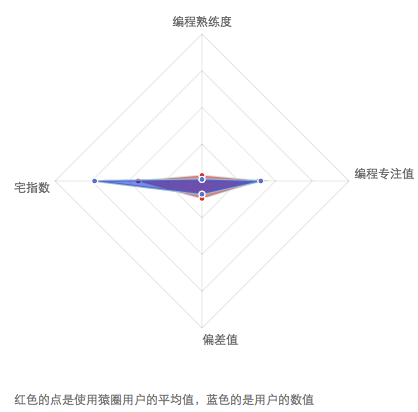 编程熟练度
宅指数
编程专注值
偏差值
红色的点是使用猿圈用户的平均值，蓝色的是用户的数值